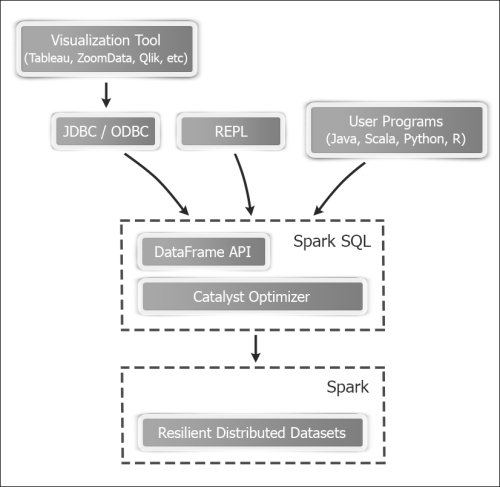 Visualization Tool
(Tableau, ZoomData, Qlik, etc)
JDBC / ODBC
REPL
User Programs
(Java, Scala, Python, R)
Spark SQL
DataFrame API
Catalyst Optimizer
Spark
Resilient Distributed Datasets